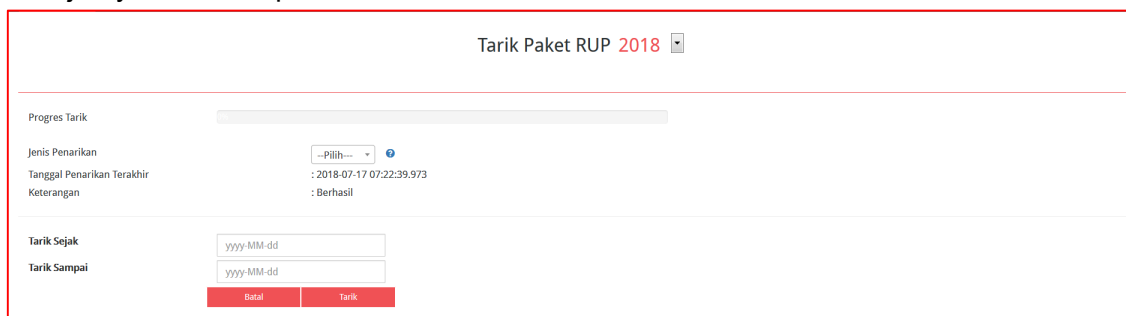 Tarik Paket RUP 2018
Progres Tarik
Jenis Penarikan --Pilih---
Tanggal Penarikan Terakhir : 2018-07-17 07:22:39.973
Keterangan : Berhasil
Tarik Sejak yyyy-MM-dd
Tarik Sampai yyyy-MM-dd
Batal Tarik